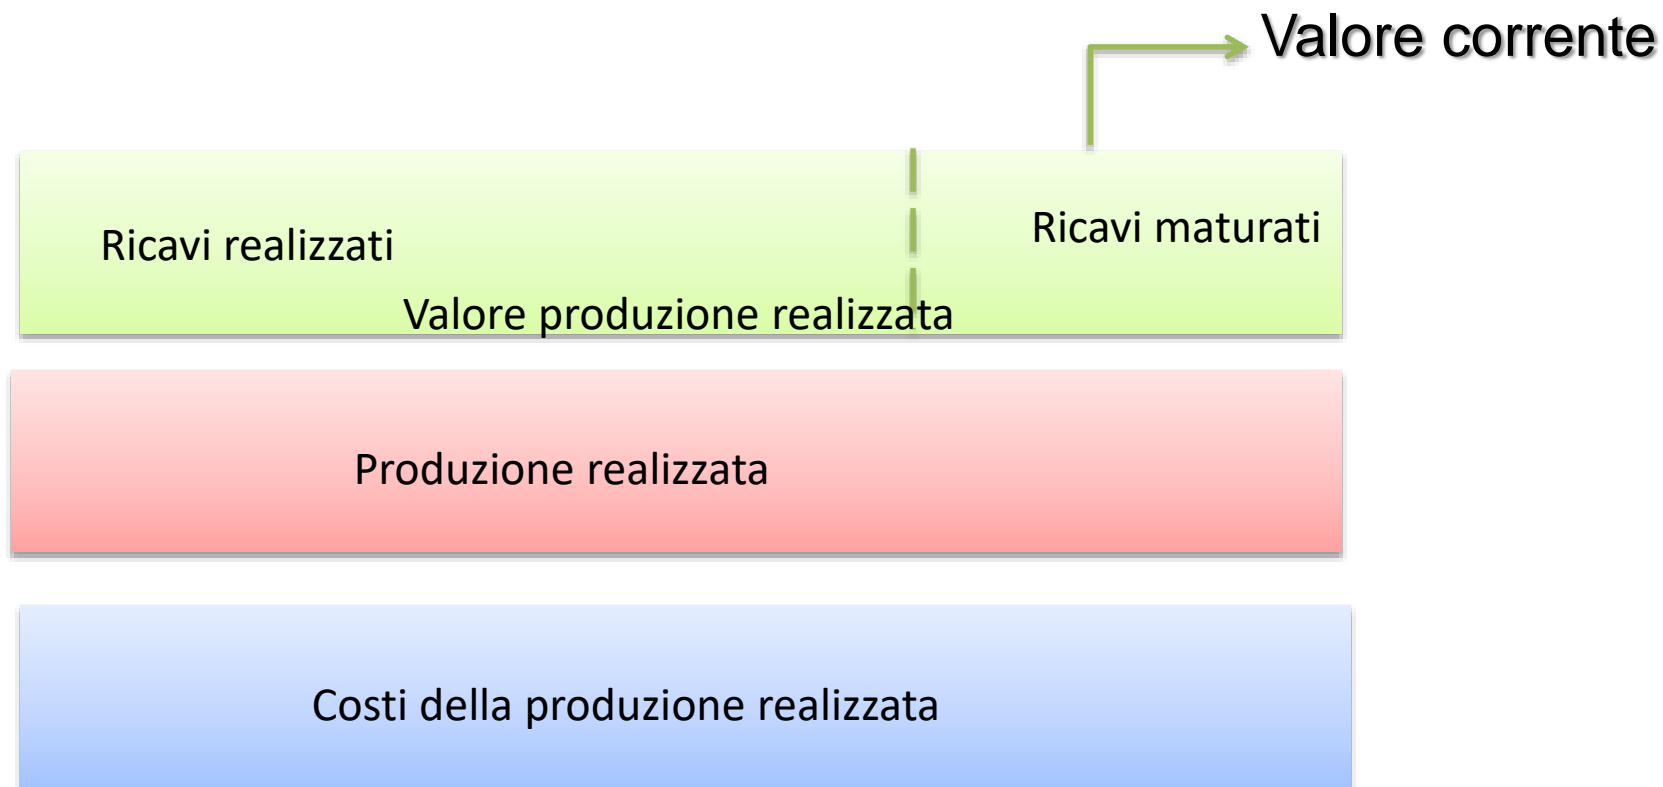 Valore corrente
Ricavi realizzati
Ricavi maturati
Valore produzione realizzata
Produzione realizzata
Costi della produzione realizzata